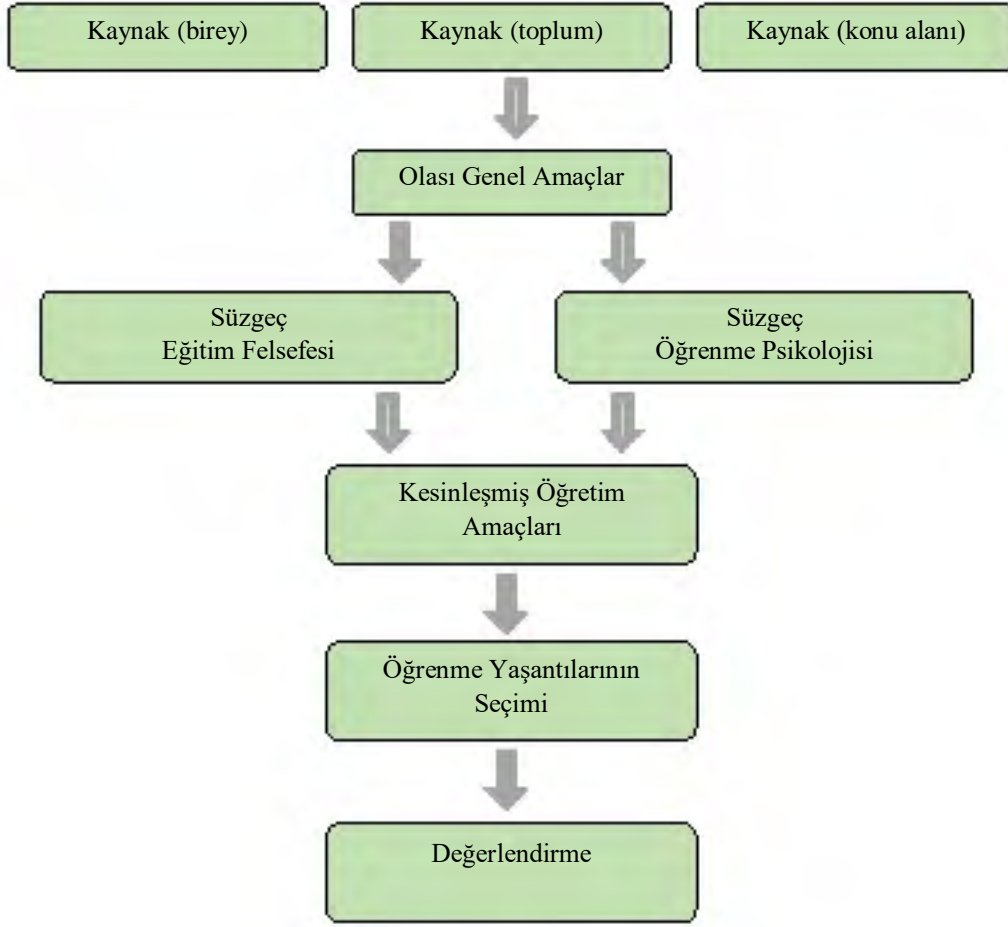 Kaynak (birey)
Kaynak (toplum)
Kaynak (konu alanı)
Olası Genel Amaçlar
Süzgeç
Eğitim Felsefesi
Süzgeç
Öğrenme Psikolojisi
Kesinleşmiş Öğretim
Amaçları
Öğrenme Yaşantılarının
Seçimi
Değerlendirme